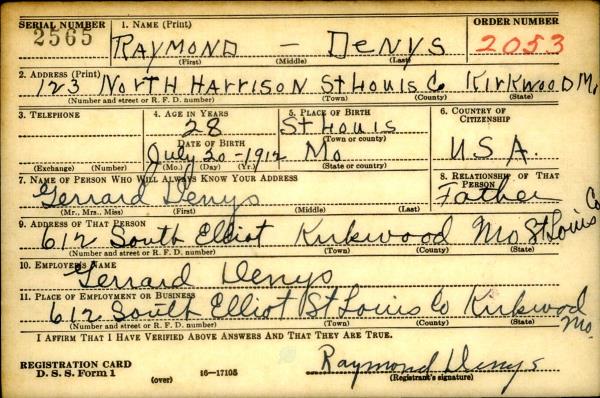 SERIAL NUMBER 1. NAME (Print) ORDER NUMBER
2565 RAYMOND — DENYS 2053
(First) (Middle) (Last)
2. ADDRESS (Print)
123 NORTH HARRISON ST LOUIS Co KIRKWOOD Mo.
(Number and street or R. F. D. number) (Town) (County) (State)
3. TELEPHONE 4. AGE IN YEARS 5. PLACE OF BIRTH 6. COUNTRY OF CITIZENSHIP
28 St Louis
DATE OF BIRTH (Town or county)
July 20-1912 Mo U.S.A.
(Exchange) (Number) (Mo.) (Day) (Yr.) (State or country)
7. NAME OF PERSON WHO WILL ALWAYS KNOW YOUR ADDRESS 8. RELATIONSHIP OF THAT PERSON
Gerrard Denys Father
(Mr., Mrs., Miss) (First) (Middle) (Last)
9. ADDRESS OF THAT PERSON
612 South Elliot Kirkwood Mo St Louis Co
(Number and street or R. F. D. number) (Town) (County) (State)
10. EMPLOYER'S NAME
Gerrard Denys
11. PLACE OF EMPLOYMENT OR BUSINESS
612 South Elliot St Louis Co Kirkwood Mo.
(Number and street or R. F. D. number) (Town) (County) (State)
I AFFIRM THAT I HAVE VERIFIED ABOVE ANSWERS AND THAT THEY ARE TRUE.
REGISTRATION CARD Raymond Denys
D. S. S. Form 1 (over) 16—17105 (Registrant's signature)